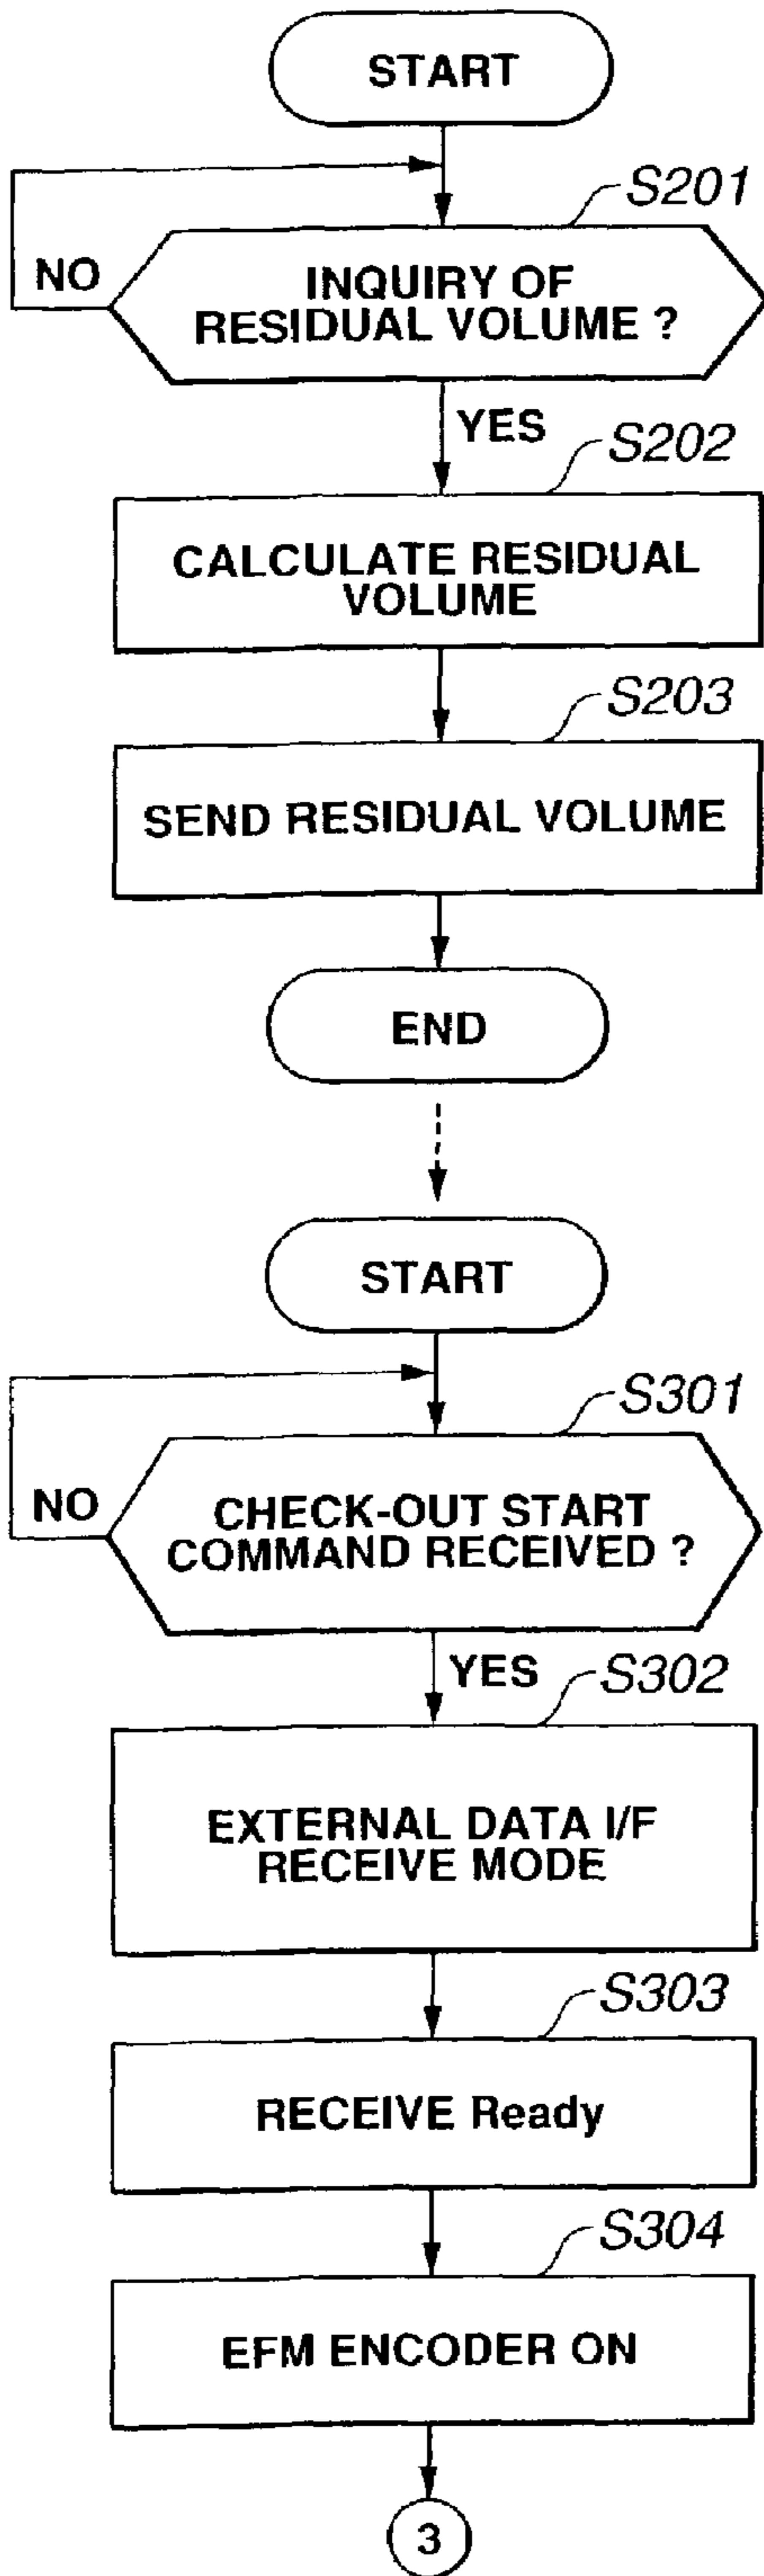 START
S201
NO
INQUIRY OF
RESIDUAL VOLUME ?
YES
S202
CALCULATE RESIDUAL
VOLUME
S203
SEND RESIDUAL VOLUME
END
START
S301
NO
CHECK-OUT START
COMMAND RECEIVED ?
YES
S302
EXTERNAL DATA I/F
RECEIVE MODE
S303
RECEIVE Ready
S304
EFM ENCODER ON
3